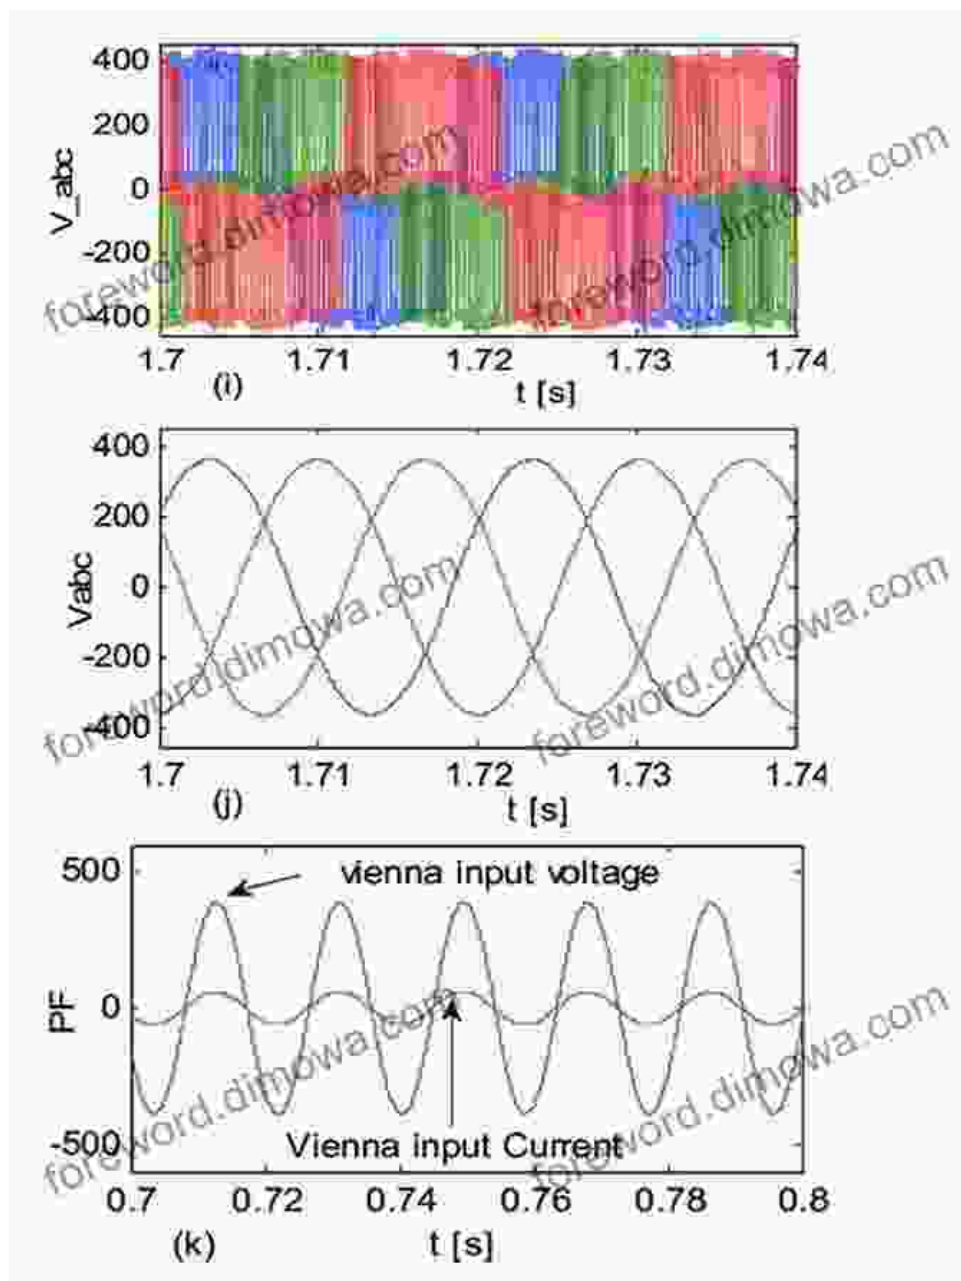 400
200
0
-200
-400
V_abc
1.7 1.71 1.72 1.73 1.74
(i) t [s]
400
200
0
-200
-400
Vabc
1.7 1.71 1.72 1.73 1.74
(j) t [s]
500
0
-500
PF
vienna input voltage
Vienna input Current
0.7 0.72 0.74 0.76 0.78 0.8
(k) t [s]
foreword.dimowa.com
foreword.dimowa.com
foreword.dimowa.com
foreword.dimowa.com
foreword.dimowa.com
foreword.dimowa.com